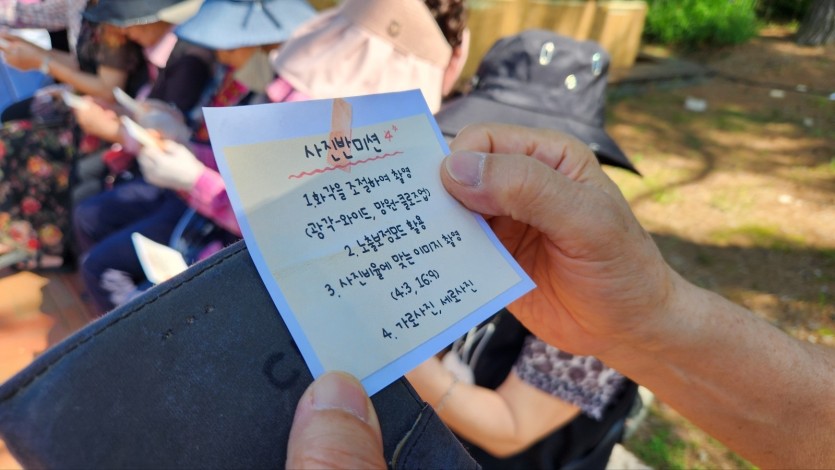 사진반미션 4*
1.화각을 조절하여 촬영
(광각-와이드, 망원-클로즈업)
2. 노출보정모드 활용
3. 사진비율에 맞는 이미지 촬영
(4:3, 16:9)
4. 가로사진, 세로사진